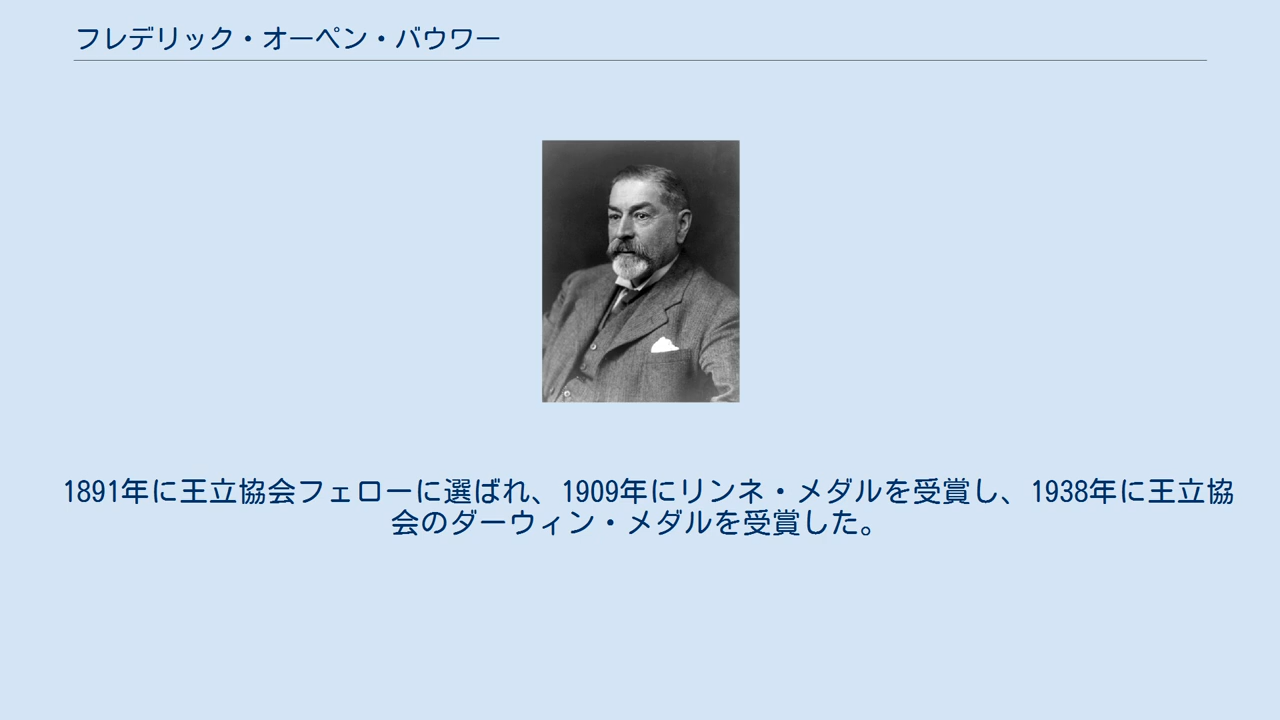 フレデリック・オーペン・バウワー
1891年に王立協会フェローに選ばれ、1909年にリンネ・メダルを受賞し、1938年に王立協
会のダーウィン・メダルを受賞した。